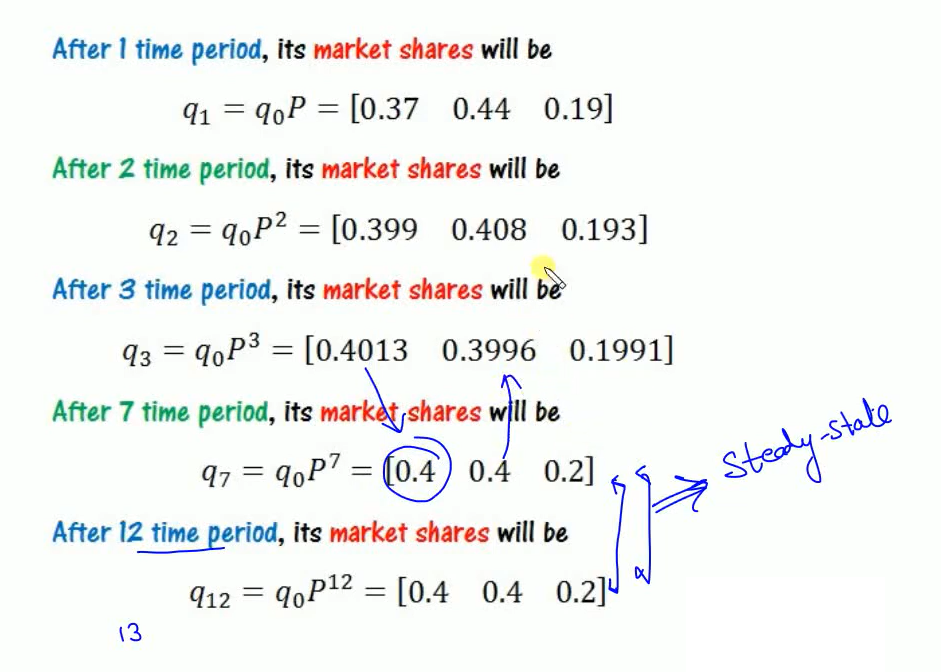 After 1 time period, its market shares will be
q₁ = q₀P = [0.37 0.44 0.19]
After 2 time period, its market shares will be
q₂ = q₀P² = [0.399 0.408 0.193]
After 3 time period, its market shares will be
q₃ = q₀P³ = [0.4013 0.3996 0.1991]
After 7 time period, its market shares will be
q₇ = q₀P⁷ = [0.4 0.4 0.2]
Steady-state
After 12 time period, its market shares will be
q₁₂ = q₀P¹² = [0.4 0.4 0.2]
13